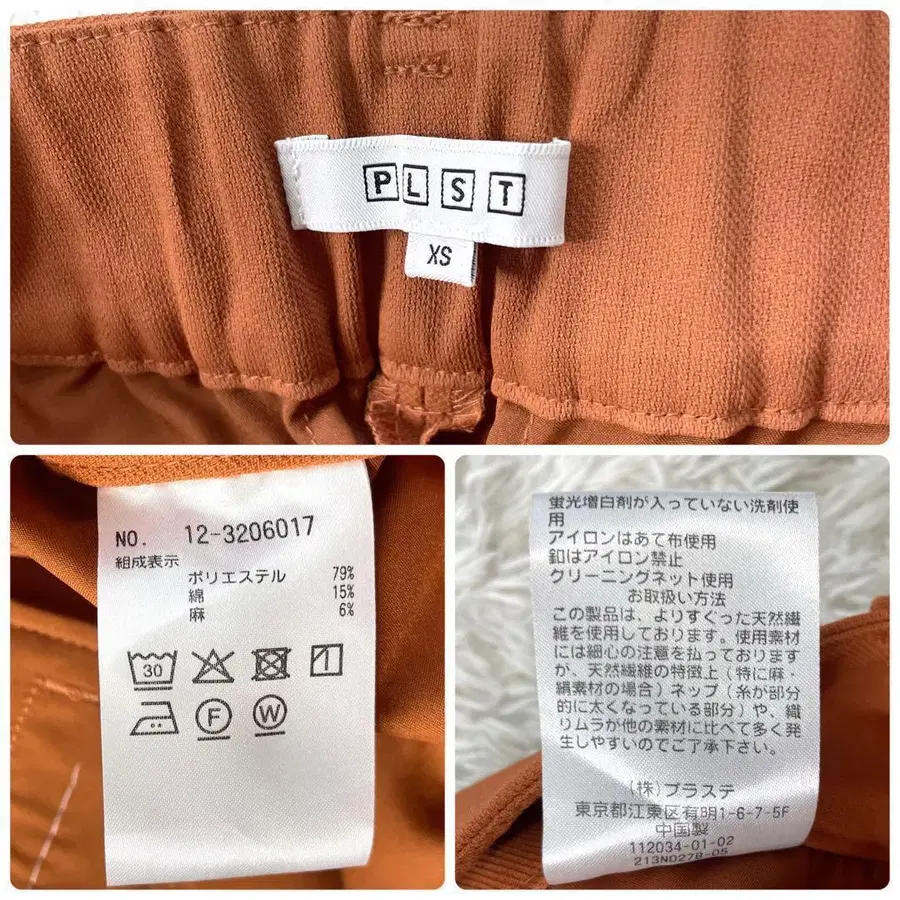 PLST
XS
NO. 12-3206017
組成表示
ポリエステル 79%
綿 15%
麻 6%
30
F W
蛍光増白剤が入っていない洗剤使
用
アイロンはあて布使用
釦はアイロン禁止
クリーニングネット使用
お取扱い方法
この製品は、よりすぐった天然繊
維を使用しております。使用素材
には細心の注意を払っております
が、天然繊維の特徴上(特に麻・
絹素材の場合)ネップ(糸が部分
的に太くなっている部分)や、織
リムラが他の素材に比べて多く発
生しやすいのでご了承下さい。
(株)プラステ
東京都江東区有明1-6-7-5F
中国製
112034-01-02
213N027B-05